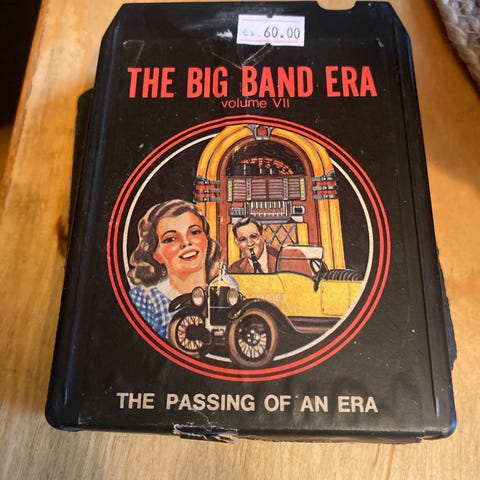 60.00
THE BIG BAND ERA
volume VII
THE PASSING OF AN ERA